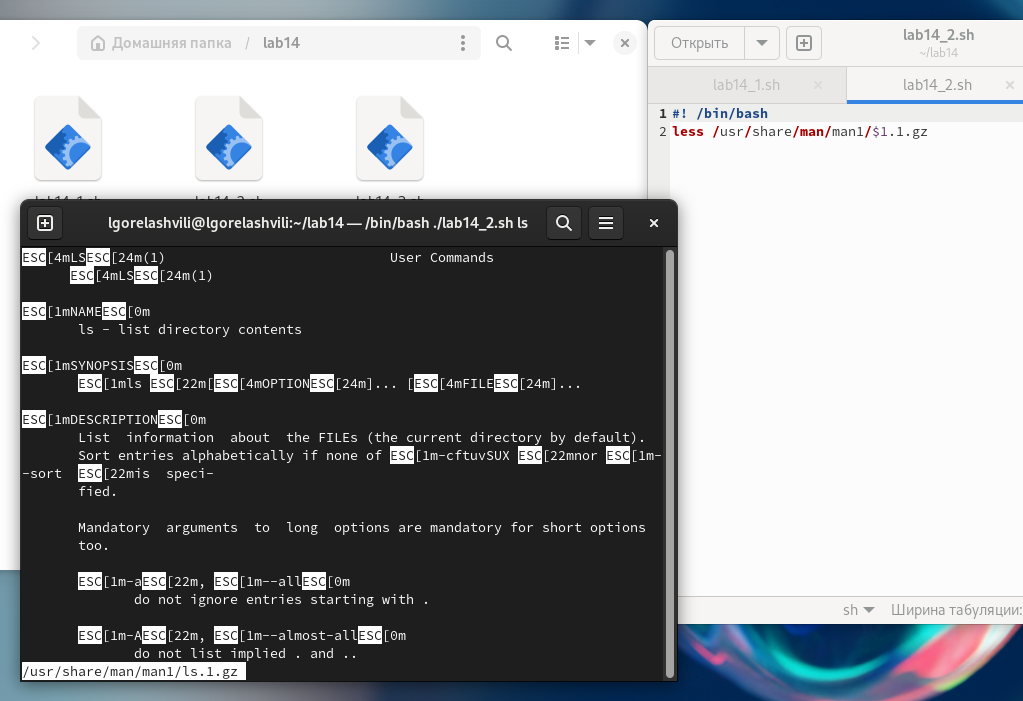 Домашняя папка / lab14
Открыть
lab14_2.sh
~/lab14
lab14_1.sh
lab14_2.sh
1 #! /bin/bash
2 less /usr/share/man/man1/$1.1.gz
lgorelashvili@lgorelashvili:~/lab14 — /bin/bash ./lab14_2.sh ls
ESC[4mLSESC[24m(1) User Commands
ESC[4mLSESC[24m(1)
ESC[1mNAMEESC[0m
ls - list directory contents
ESC[1mSYNOPSISESC[0m
ESC[1mls ESC[22m[ESC[4mOPTIONESC[24m]... [ESC[4mFILEESC[24m]...
ESC[1mDESCRIPTIONESC[0m
List information about the FILEs (the current directory by default).
Sort entries alphabetically if none of ESC[1m-cftuvSUX ESC[22mnor ESC[1m-
-sort ESC[22mis speci-
fied.
Mandatory arguments to long options are mandatory for short options
too.
ESC[1m-aESC[22m, ESC[1m--allESC[0m
do not ignore entries starting with .
ESC[1m-AESC[22m, ESC[1m--almost-allESC[0m
do not list implied . and ..
/usr/share/man/man1/ls.1.gz
sh Ширина табуляции: